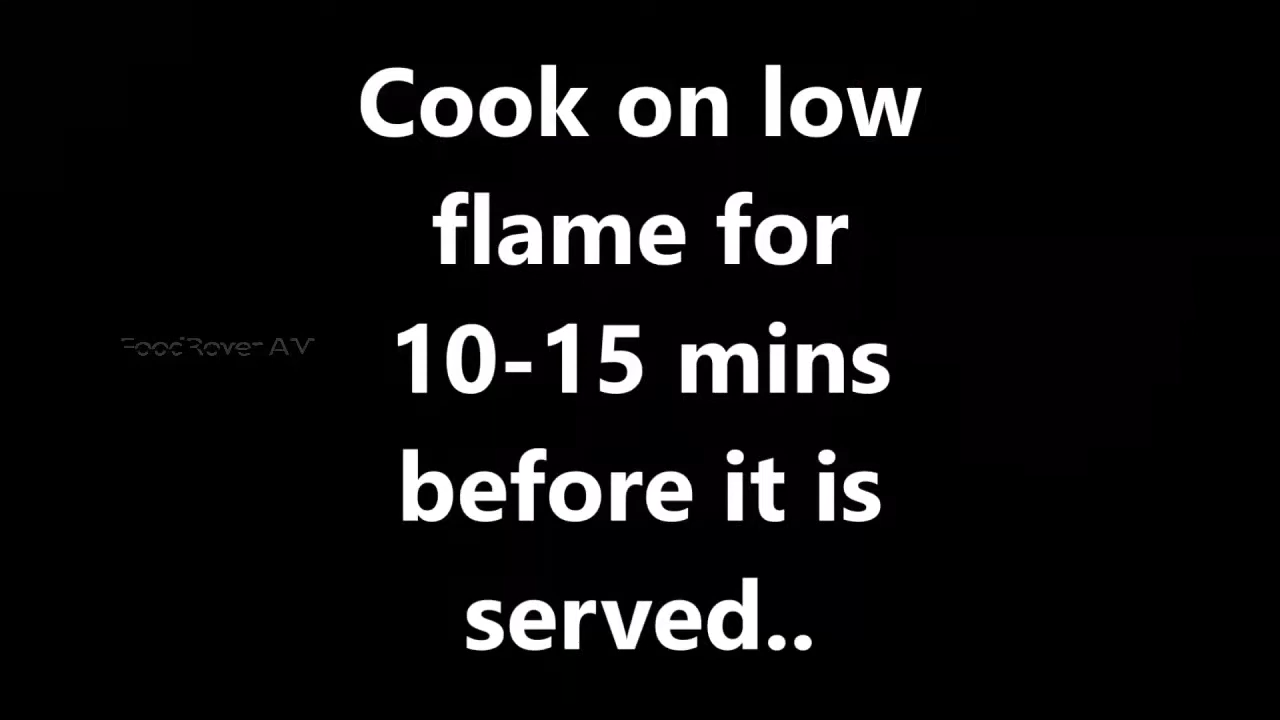 Cook on low
flame for
10-15 mins
before it is
served..
FoodRover AV